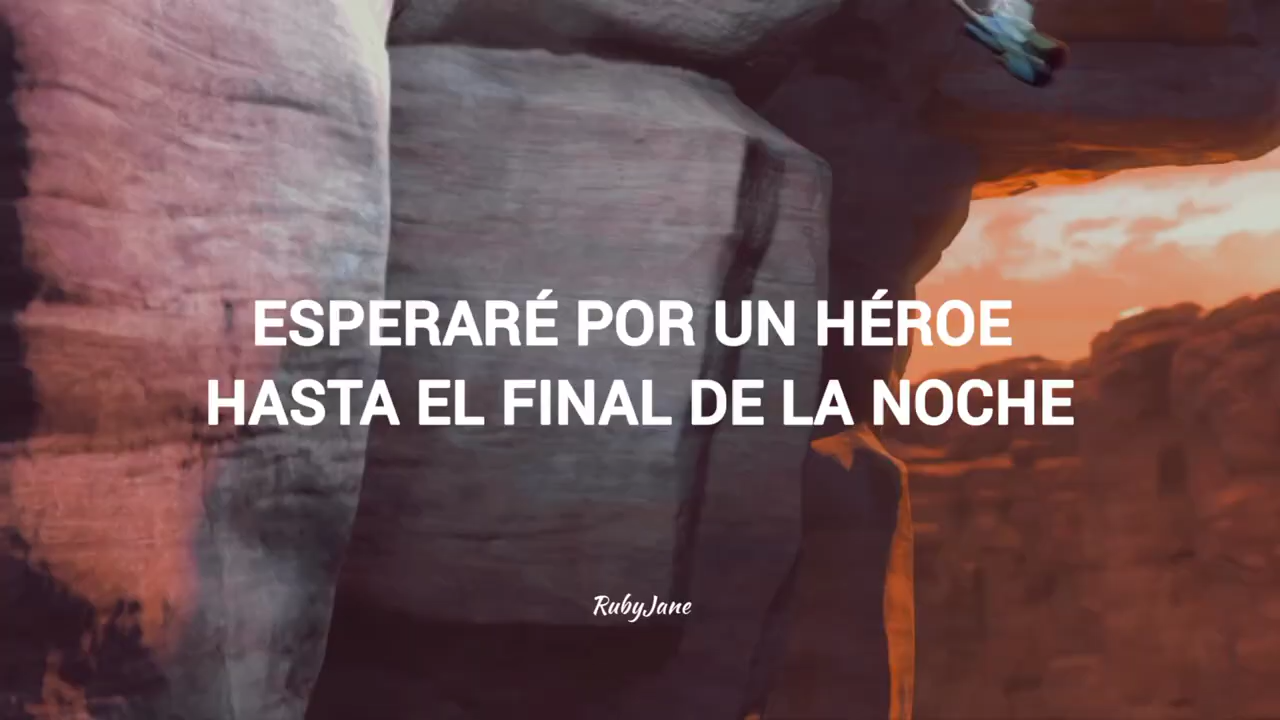 ESPERARÉ POR UN HÉROE
HASTA EL FINAL DE LA NOCHE
RubyJane